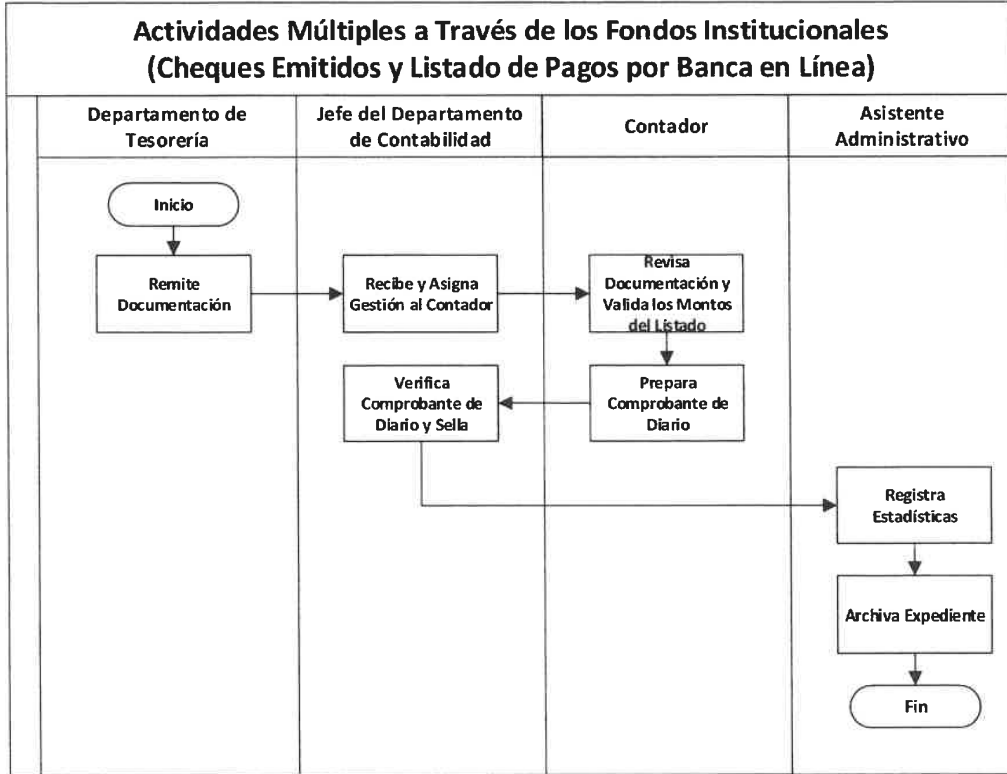 Actividades Múltiples a Través de los Fondos Institucionales
(Cheques Emitidos y Listado de Pagos por Banca en Línea)
Departamento de
Tesorería
Jefe del Departamento
de Contabilidad
Contador
Asistente
Administrativo
Inicio
Remite
Documentación
Recibe y Asigna
Gestión al Contador
Revisa
Documentación y
Valida los Montos
del Listado
Verifica
Comprobante de
Diario y Sella
Prepara
Comprobante de
Diario
Registra
Estadísticas
Archiva Expediente
Fin